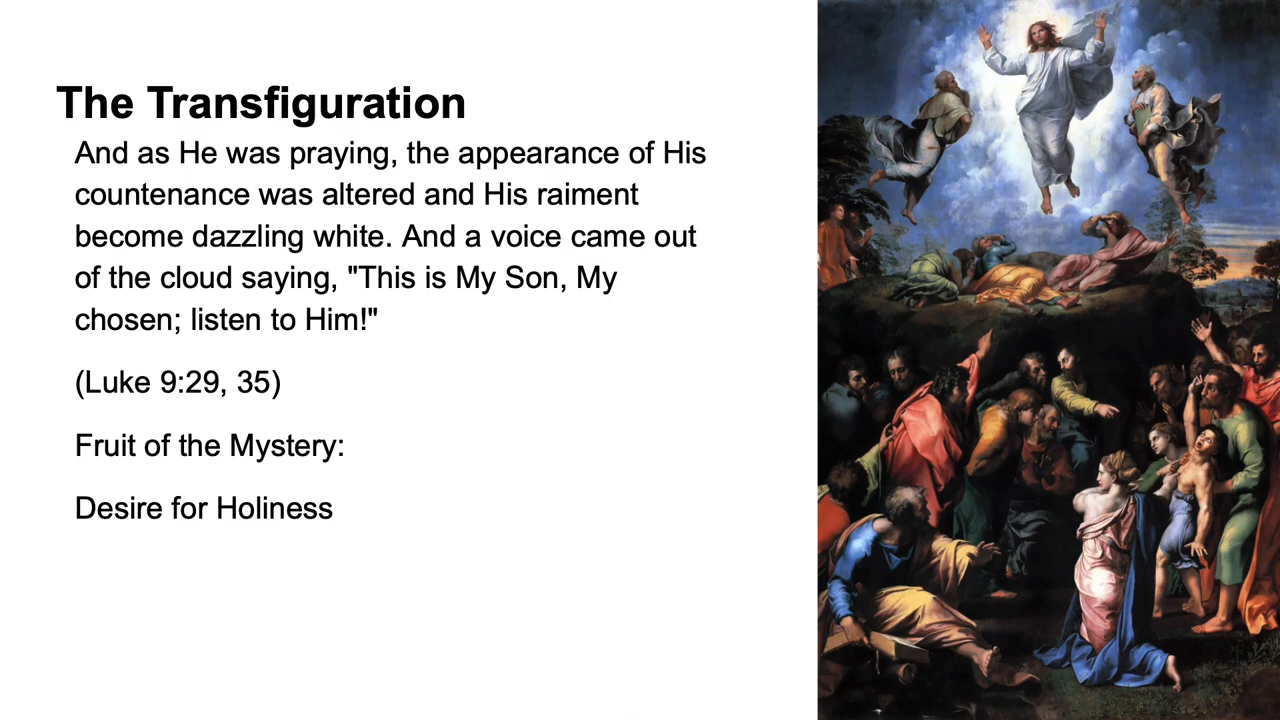 The Transfiguration
And as He was praying, the appearance of His
countenance was altered and His raiment
become dazzling white. And a voice came out
of the cloud saying, "This is My Son, My
chosen; listen to Him!"
(Luke 9:29, 35)
Fruit of the Mystery:
Desire for Holiness